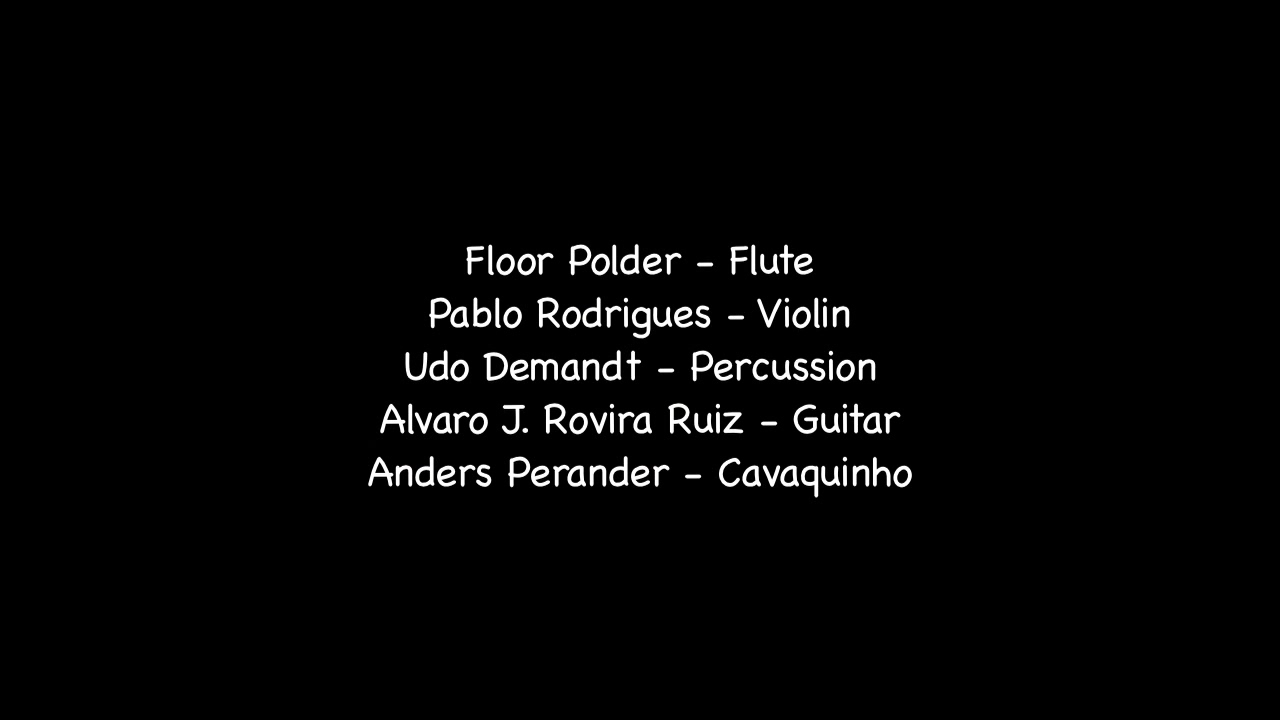 Floor Polder - Flute
Pablo Rodrigues - Violin
Udo Demandt - Percussion
Alvaro J. Rovira Ruiz - Guitar
Anders Perander - Cavaquinho